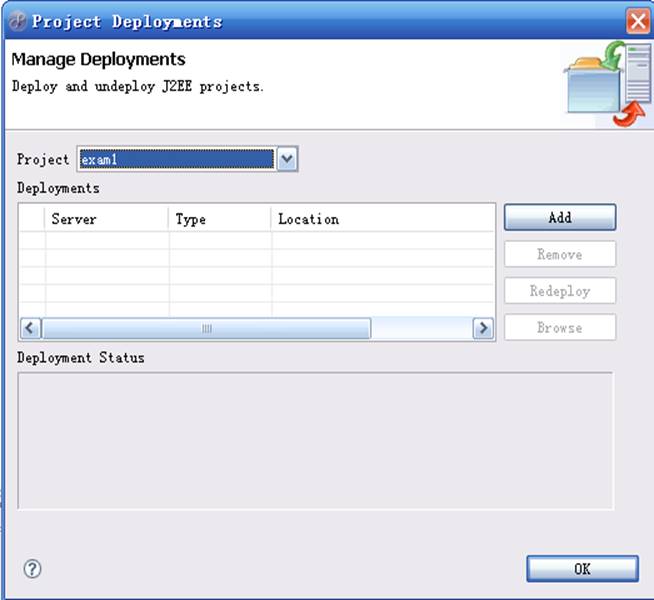 Project Deployments
Manage Deployments
Deploy and undeploy J2EE projects.
Project exam1
Deployments
Server Type Location
Add
Remove
Redeploy
Browse
Deployment Status
?
OK